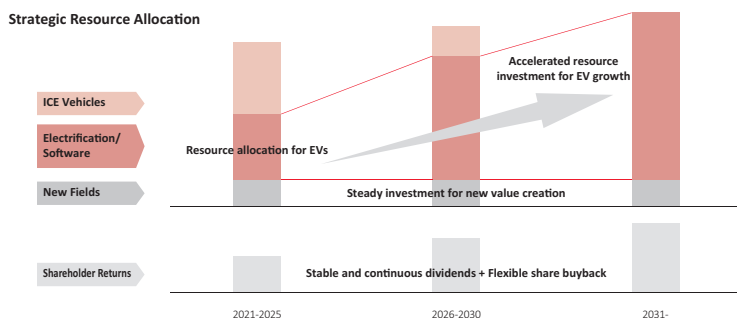 Strategic Resource Allocation
Accelerated resource
investment for EV growth
ICE Vehicles
Electrification/
Software
Resource allocation for EVs
New Fields
Steady investment for new value creation
Shareholder Returns
Stable and continuous dividends + Flexible share buyback
2021-2025
2026-2030
2031-